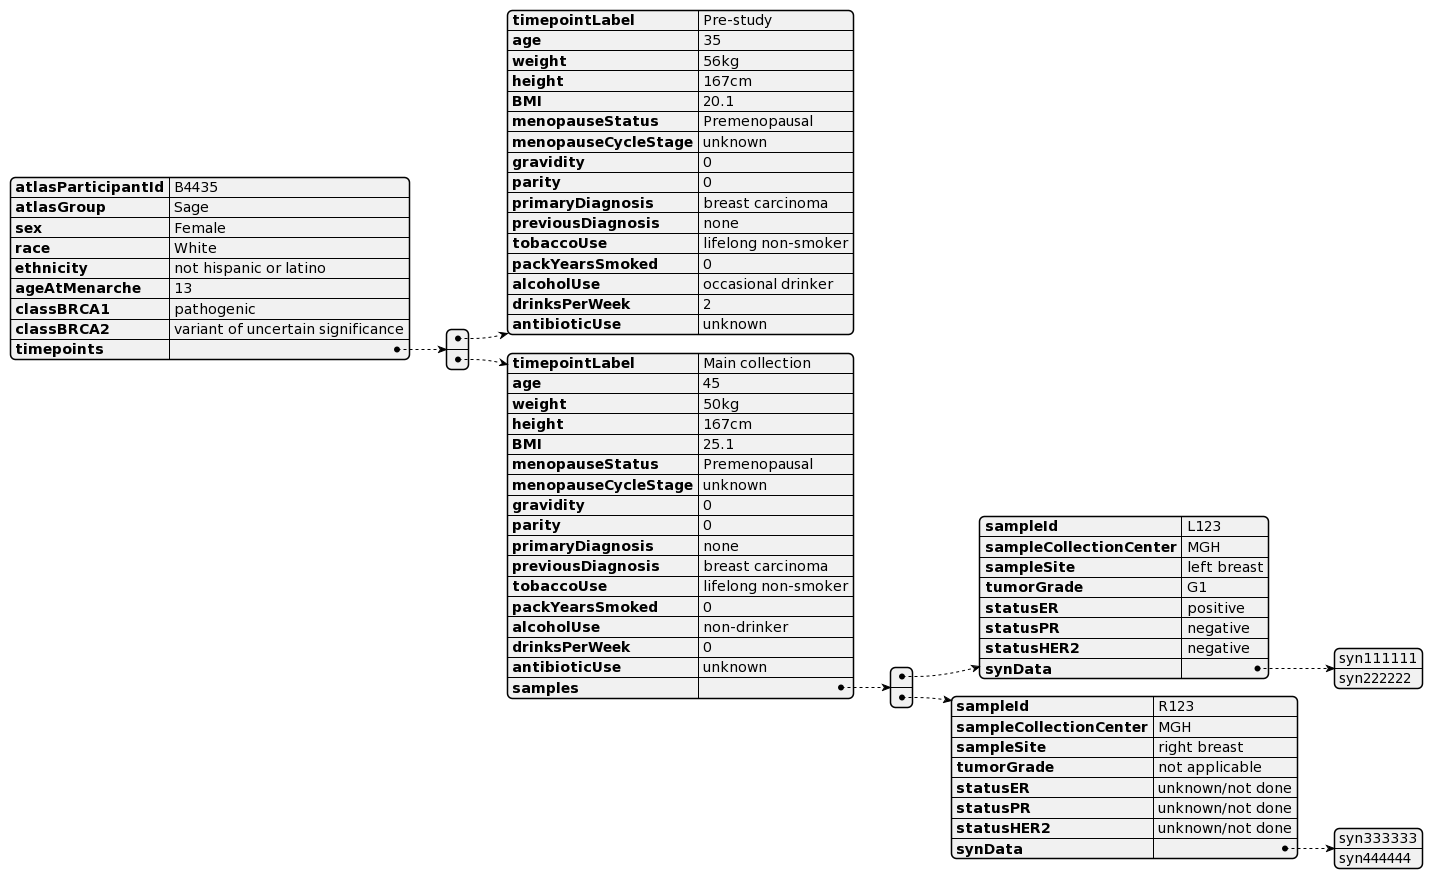 atlasParticipantId B4435
atlasGroup Sage
sex Female
race White
ethnicity not hispanic or latino
ageAtMenarche 13
classBRCA1 pathogenic
classBRCA2 variant of uncertain significance
timepoints
timepointLabel Pre-study
age 35
weight 56kg
height 167cm
BMI 20.1
menopauseStatus Premenopausal
menopauseCycleStage unknown
gravidity 0
parity 0
primaryDiagnosis breast carcinoma
previousDiagnosis none
tobaccoUse lifelong non-smoker
packYearsSmoked 0
alcoholUse occasional drinker
drinksPerWeek 2
antibioticUse unknown
timepointLabel Main collection
age 45
weight 50kg
height 167cm
BMI 25.1
menopauseStatus Premenopausal
menopauseCycleStage unknown
gravidity 0
parity 0
primaryDiagnosis none
previousDiagnosis breast carcinoma
tobaccoUse lifelong non-smoker
packYearsSmoked 0
alcoholUse non-drinker
drinksPerWeek 0
antibioticUse unknown
samples
sampleId L123
sampleCollectionCenter MGH
sampleSite left breast
tumorGrade G1
statusER positive
statusPR negative
statusHER2 negative
synData
syn111111
syn222222
sampleId R123
sampleCollectionCenter MGH
sampleSite right breast
tumorGrade not applicable
statusER unknown/not done
statusPR unknown/not done
statusHER2 unknown/not done
synData
syn333333
syn444444